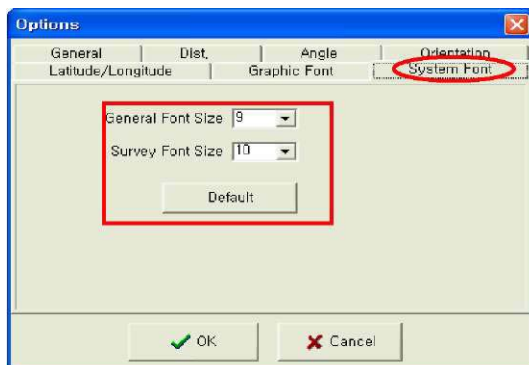 Options
General Dist. Angle Orientation
Latitude/Longitude Graphic Font System Font
General Font Size 9
Survey Font Size 10
Default
OK Cancel